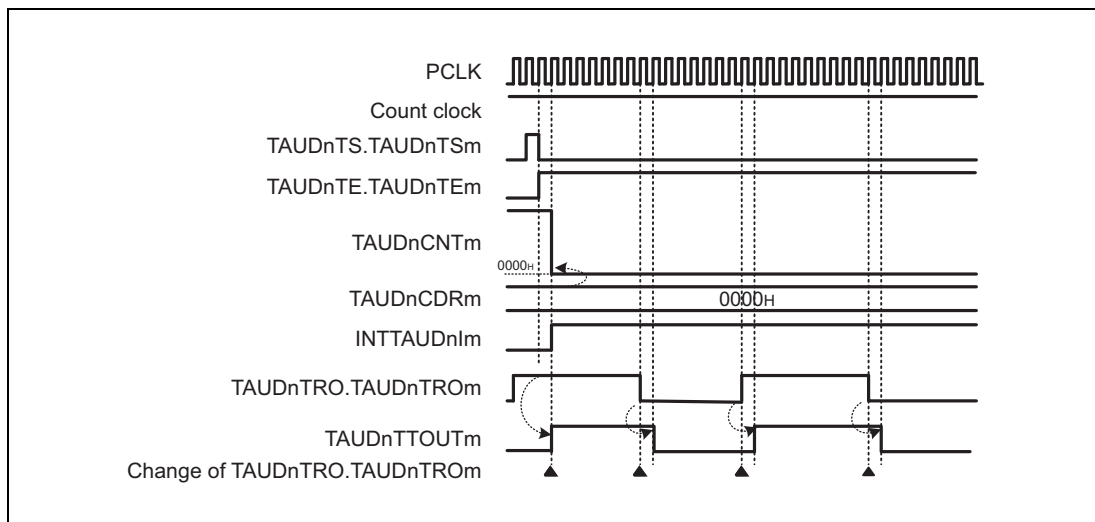 PCLK
Count clock
TAUDnTS.TAUDnTSm
TAUDnTE.TAUDnTEm
TAUDnCNTm
0000H
TAUDnCDRm
0000H
INTTAUDnIm
TAUDnTRO.TAUDnTROm
TAUDnTTOUTm
Change of TAUDnTRO.TAUDnTROm